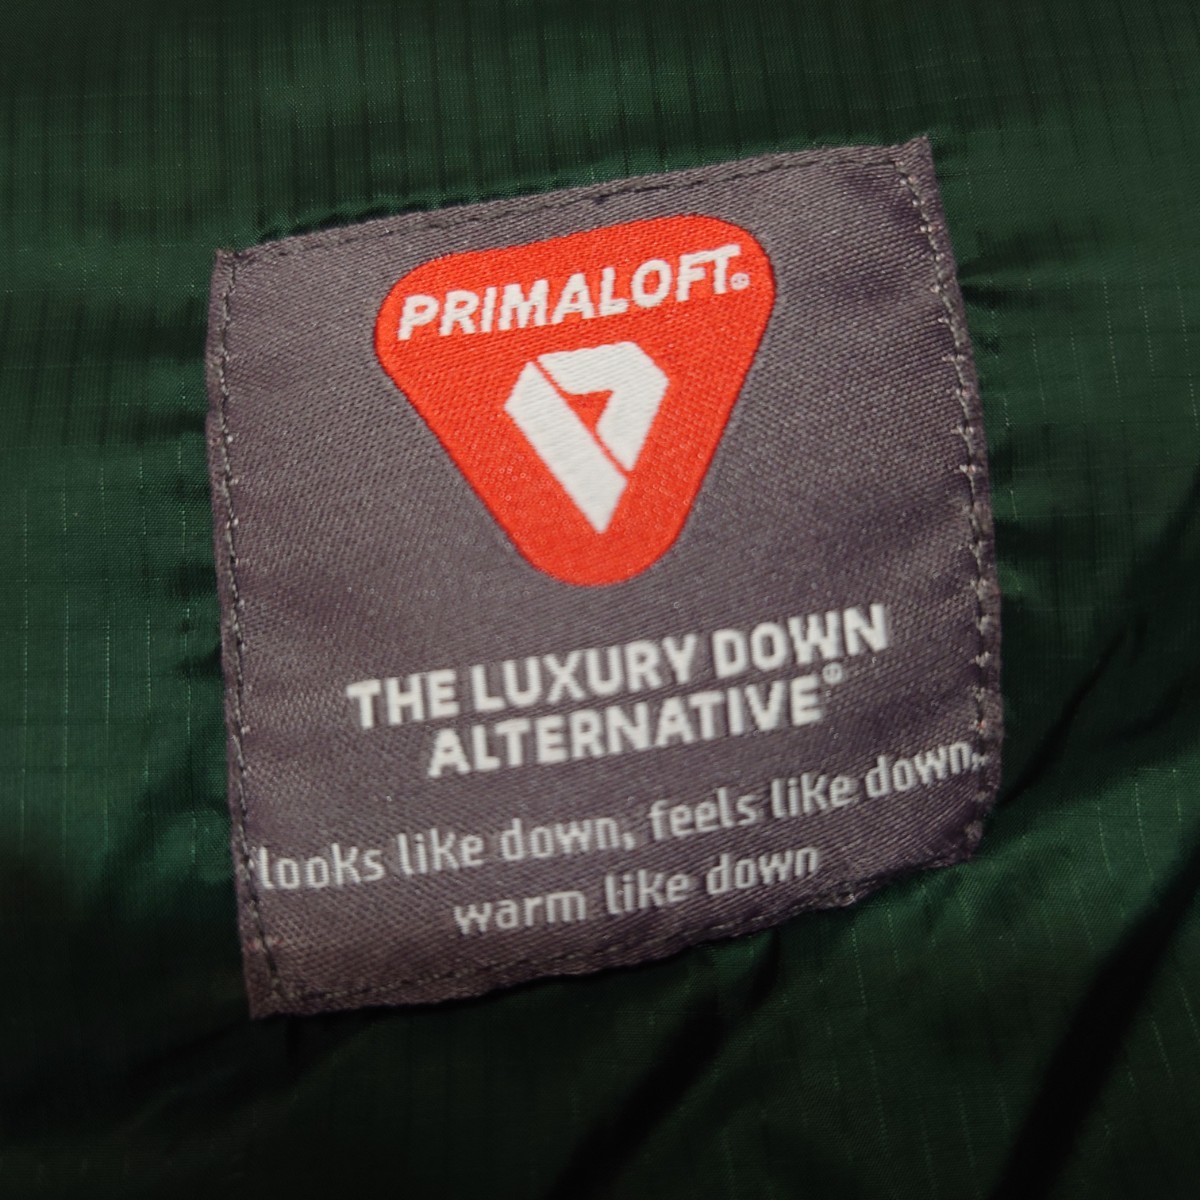 PRIMALOFT®
THE LUXURY DOWN
ALTERNATIVE®
looks like down, feels like down,
warm like down